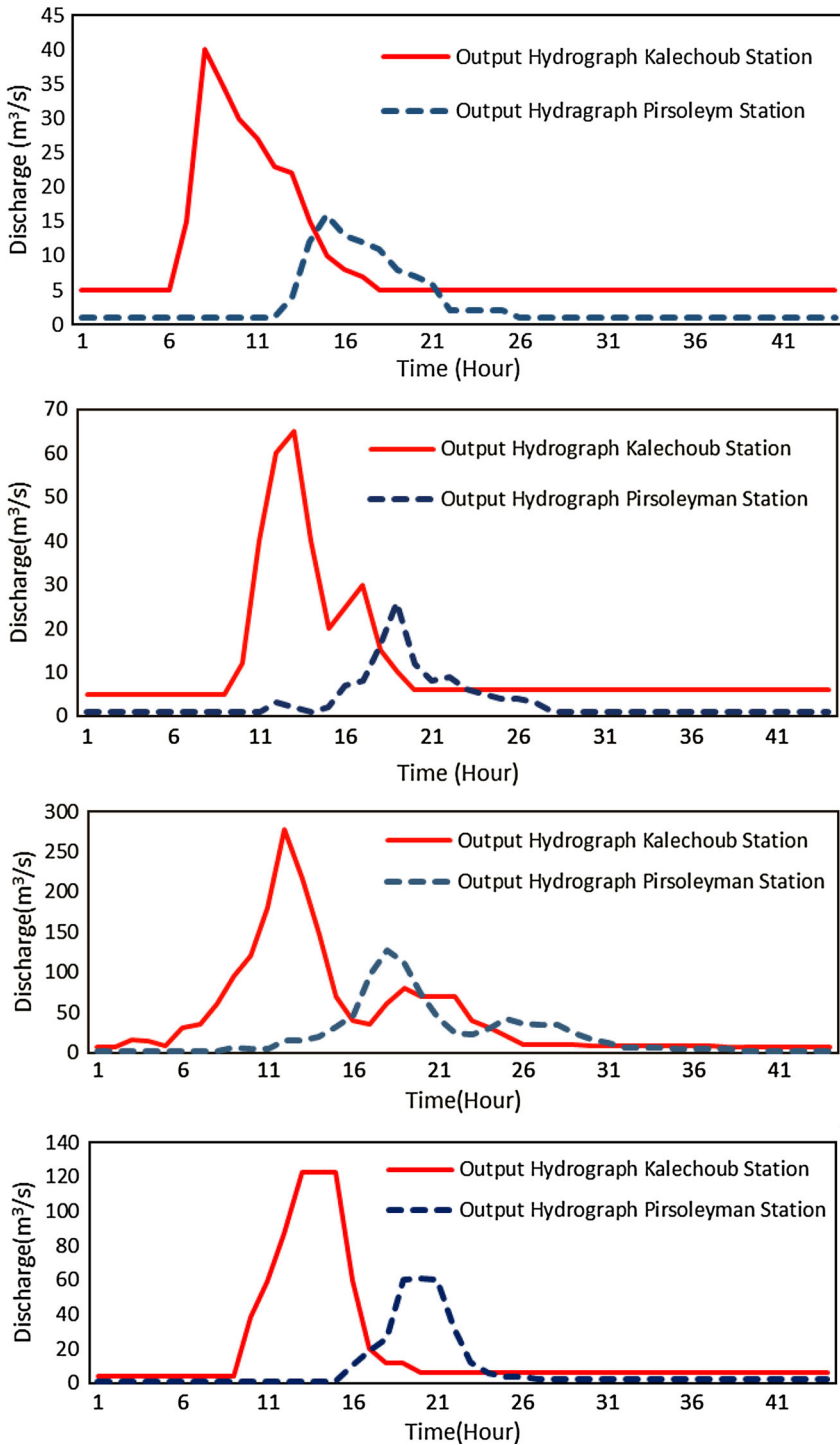 45
40
35
30
25
20
15
10
5
0
Discharge (m³/s)
Output Hydrograph Kalechoub Station
Output Hydragraph Pirsoleym Station
1 6 11 16 21 26 31 36 41
Time (Hour)
70
60
50
40
30
20
10
0
Discharge(m³/s)
Output Hydrograph Kalechoub Station
Output Hydrograph Pirsoleyman Station
1 6 11 16 21 26 31 36 41
Time (Hour)
300
250
200
150
100
50
0
Discharge(m³/s)
Output Hydrograph Kalechoub Station
Output Hydrograph Pirsoleyman Station
1 6 11 16 21 26 31 36 41
Time(Hour)
140
120
100
80
60
40
20
0
Discharge(m³/s)
Output Hydrograph Kalechoub Station
Output Hydrograph Pirsoleyman Station
1 6 11 16 21 26 31 36 41
Time(Hour)